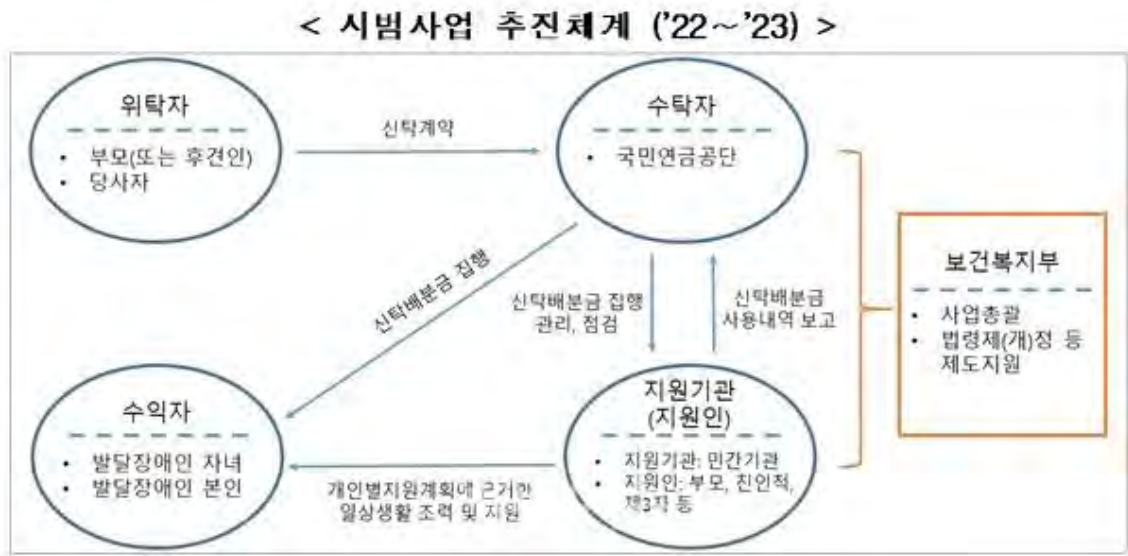 < 시범사업 추진체계 ('22～'23) >
위탁자
• 부모(또는 후견인)
• 당사자
신탁계약
수탁자
• 국민연금공단
신탁배분금 집행
신탁배분금 집행
관리, 점검
신탁배분금
사용내역 보고
보건복지부
• 사업총괄
• 법령제(개)정 등
제도지원
수익자
• 발달장애인 자녀
• 발달장애인 본인
개인별지원계획에 근거한
일상생활 조력 및 지원
지원기관
(지원인)
• 지원기관: 민간기관
• 지원인: 부모, 친인척,
제3자 등